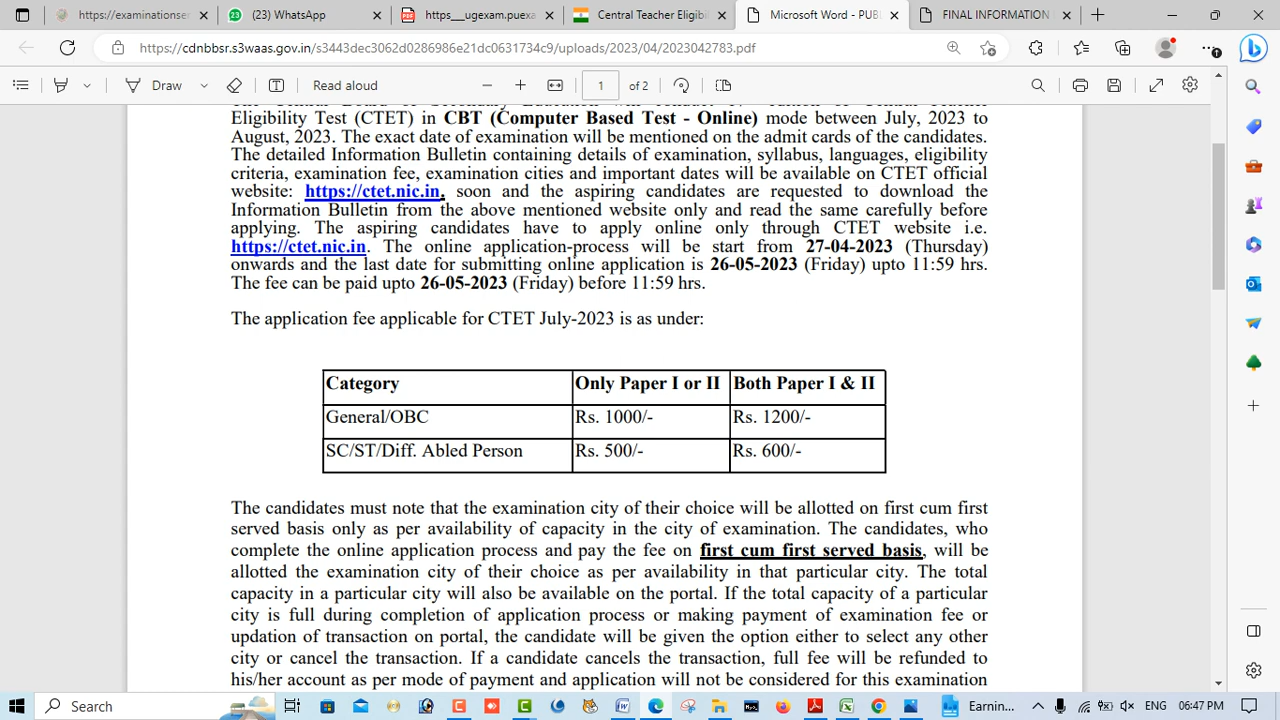 https://examinationser
(23) WhatsA
https__ugexam.puexa
Central Teacher Eligibi
Microsoft Word - PUB
FINAL INFORMATION
https://cdnbbsr.s3waas.gov.in/s3443dec3062d0286986e21dc0631734c9/uploads/2023/04/2023042783.pdf
Draw
Read aloud
1 of 2
Eligibility Test (CTET) in CBT (Computer Based Test - Online) mode between July, 2023 to
August, 2023. The exact date of examination will be mentioned on the admit cards of the candidates.
The detailed Information Bulletin containing details of examination, syllabus, languages, eligibility
criteria, examination fee, examination cities and important dates will be available on CTET official
website: https://ctet.nic.in. soon and the aspiring candidates are requested to download the
Information Bulletin from the above mentioned website only and read the same carefully before
applying. The aspiring candidates have to apply online only through CTET website i.e.
https://ctet.nic.in. The online application-process will be start from 27-04-2023 (Thursday)
onwards and the last date for submitting online application is 26-05-2023 (Friday) upto 11:59 hrs.
The fee can be paid upto 26-05-2023 (Friday) before 11:59 hrs.
The application fee applicable for CTET July-2023 is as under:
Category Only Paper I or II Both Paper I & II
General/OBC Rs. 1000/- Rs. 1200/-
SC/ST/Diff. Abled Person Rs. 500/- Rs. 600/-
The candidates must note that the examination city of their choice will be allotted on first cum first
served basis only as per availability of capacity in the city of examination. The candidates, who
complete the online application process and pay the fee on first cum first served basis, will be
allotted the examination city of their choice as per availability in that particular city. The total
capacity in a particular city will also be available on the portal. If the total capacity of a particular
city is full during completion of application process or making payment of examination fee or
updation of transaction on portal, the candidate will be given the option either to select any other
city or cancel the transaction. If a candidate cancels the transaction, full fee will be refunded to
his/her account as per mode of payment and application will not be considered for this examination
Search
Earnin...
ENG
06:47 PM